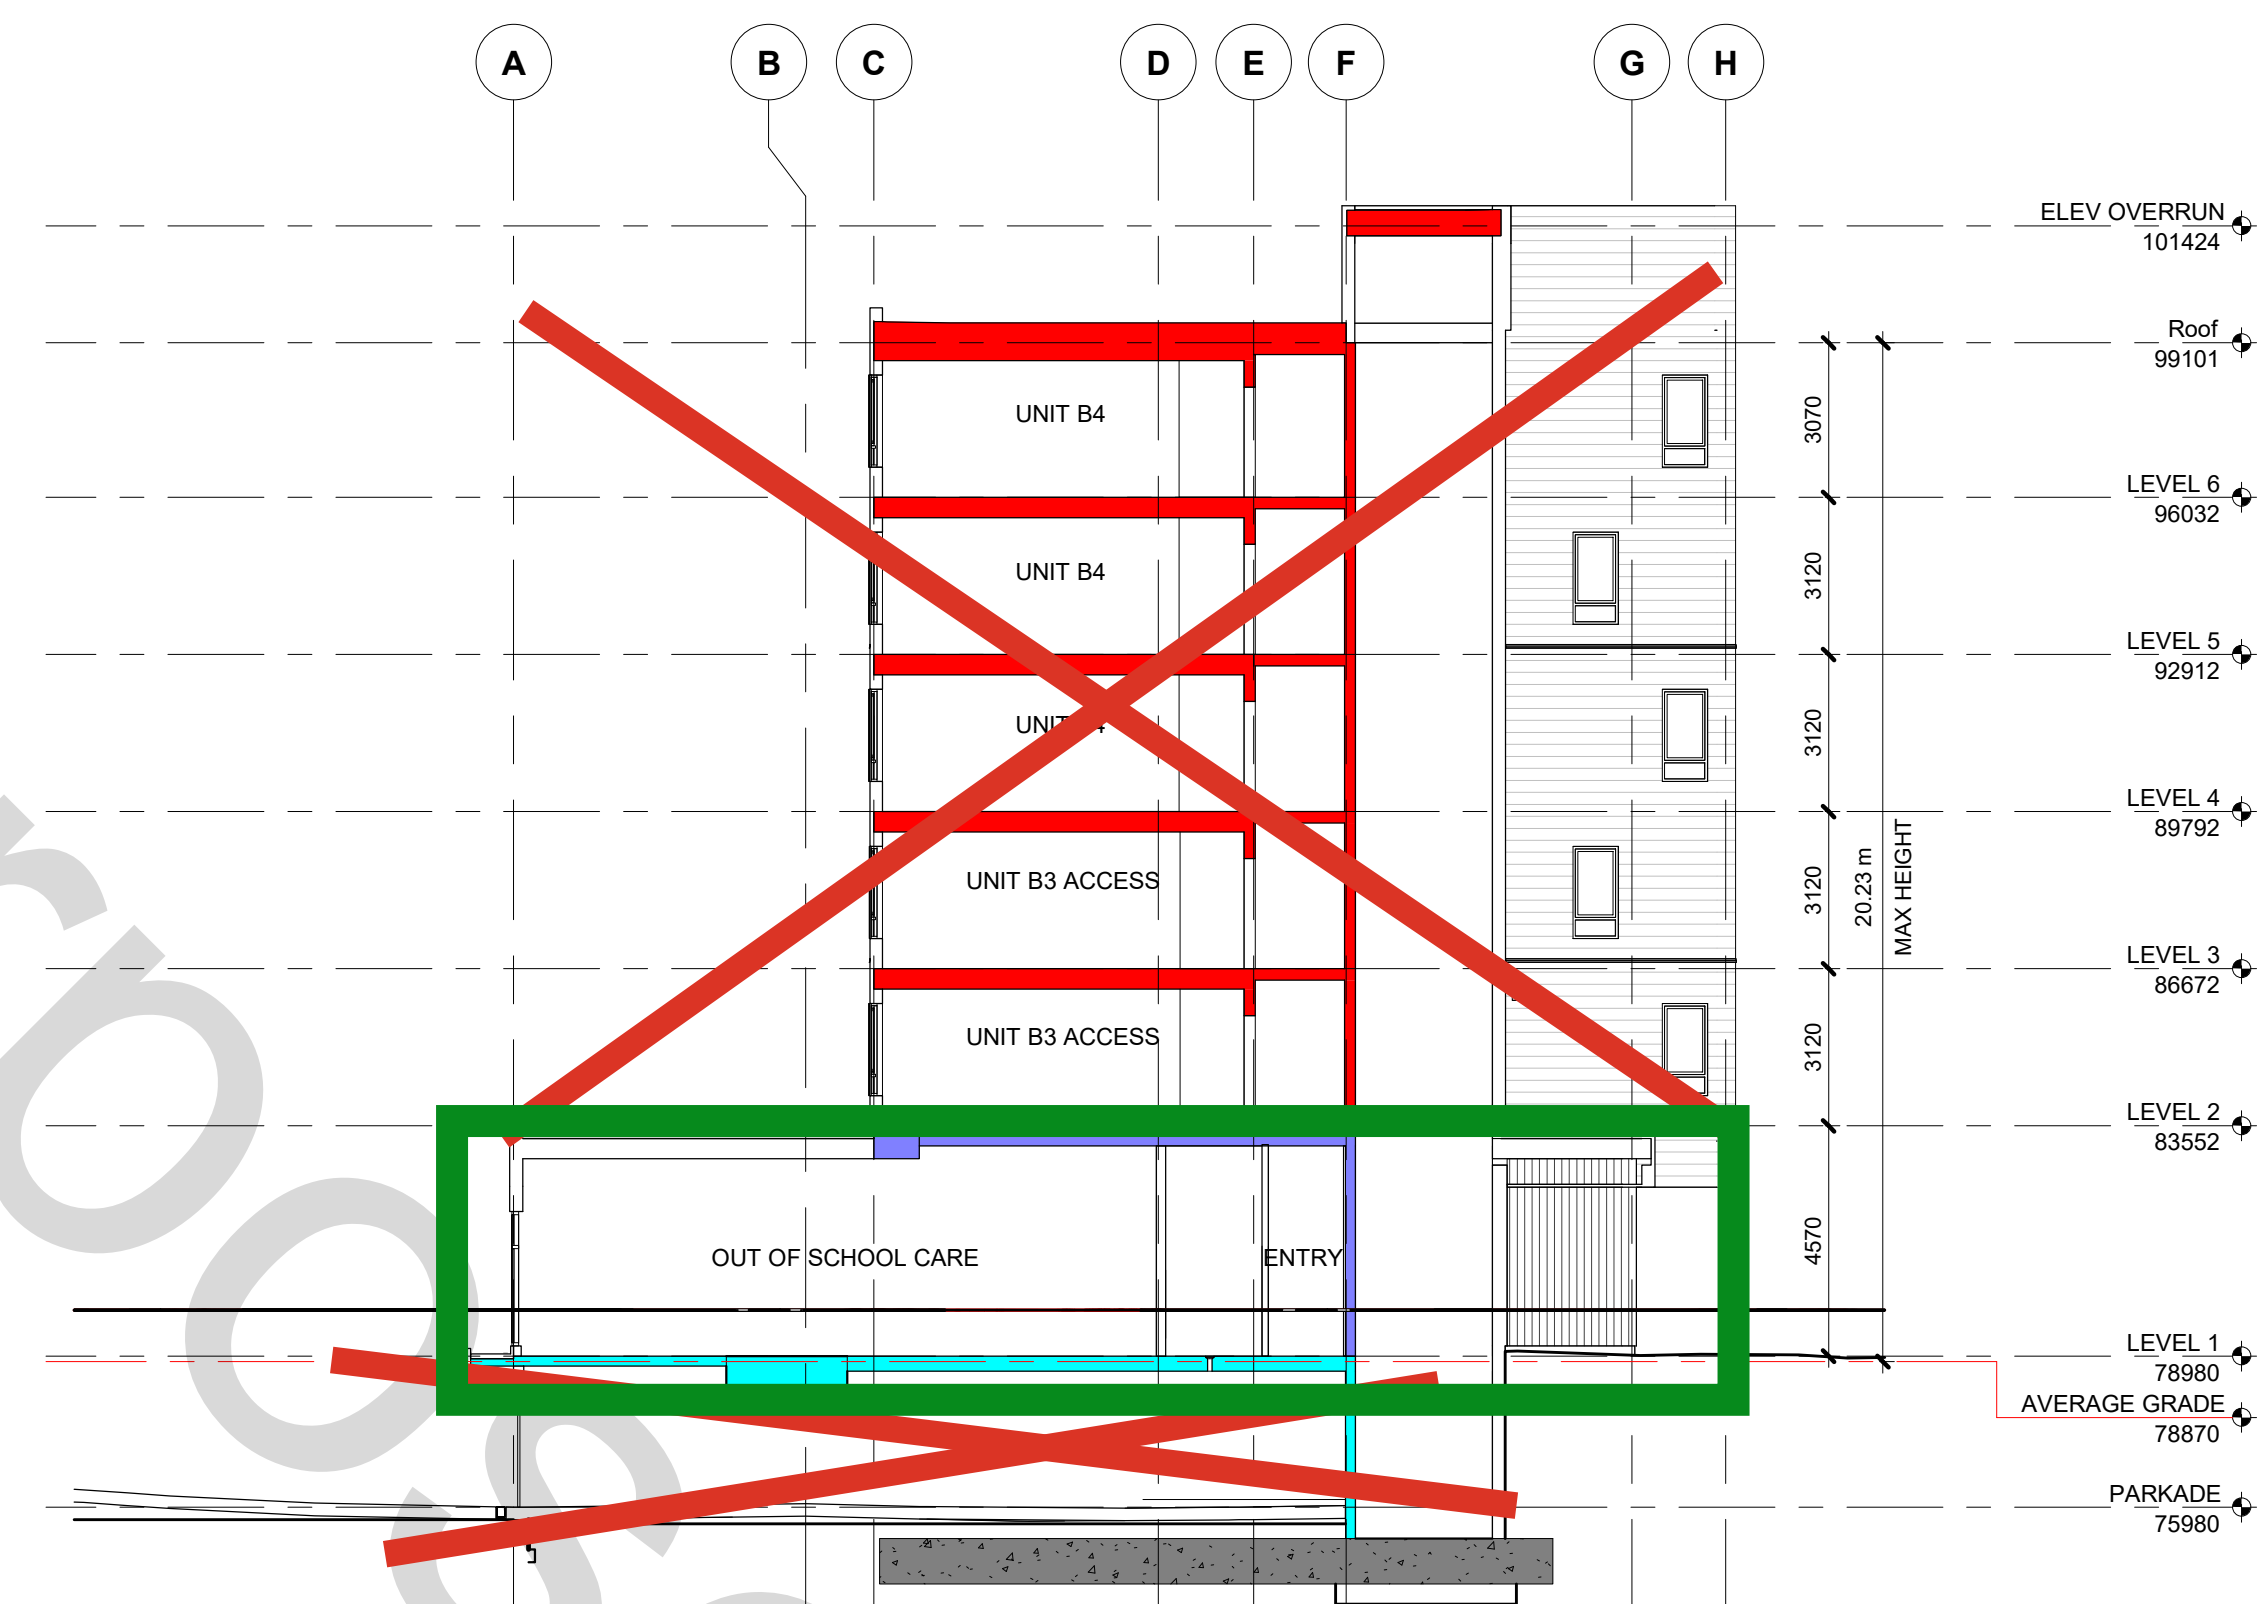 A B C D E F G H
ELEV OVERRUN
101424
Roof
99101
3070
UNIT B4
LEVEL 6
96032
3120
UNIT B4
LEVEL 5
92912
3120
LEVEL 4
89792
3120
20.23 m
MAX HEIGHT
UNIT B3 ACCESS
LEVEL 3
86672
3120
UNIT B3 ACCESS
LEVEL 2
83552
4570
OUT OF SCHOOL CARE
ENTRY
LEVEL 1
78980
AVERAGE GRADE
78870
PARKADE
75980